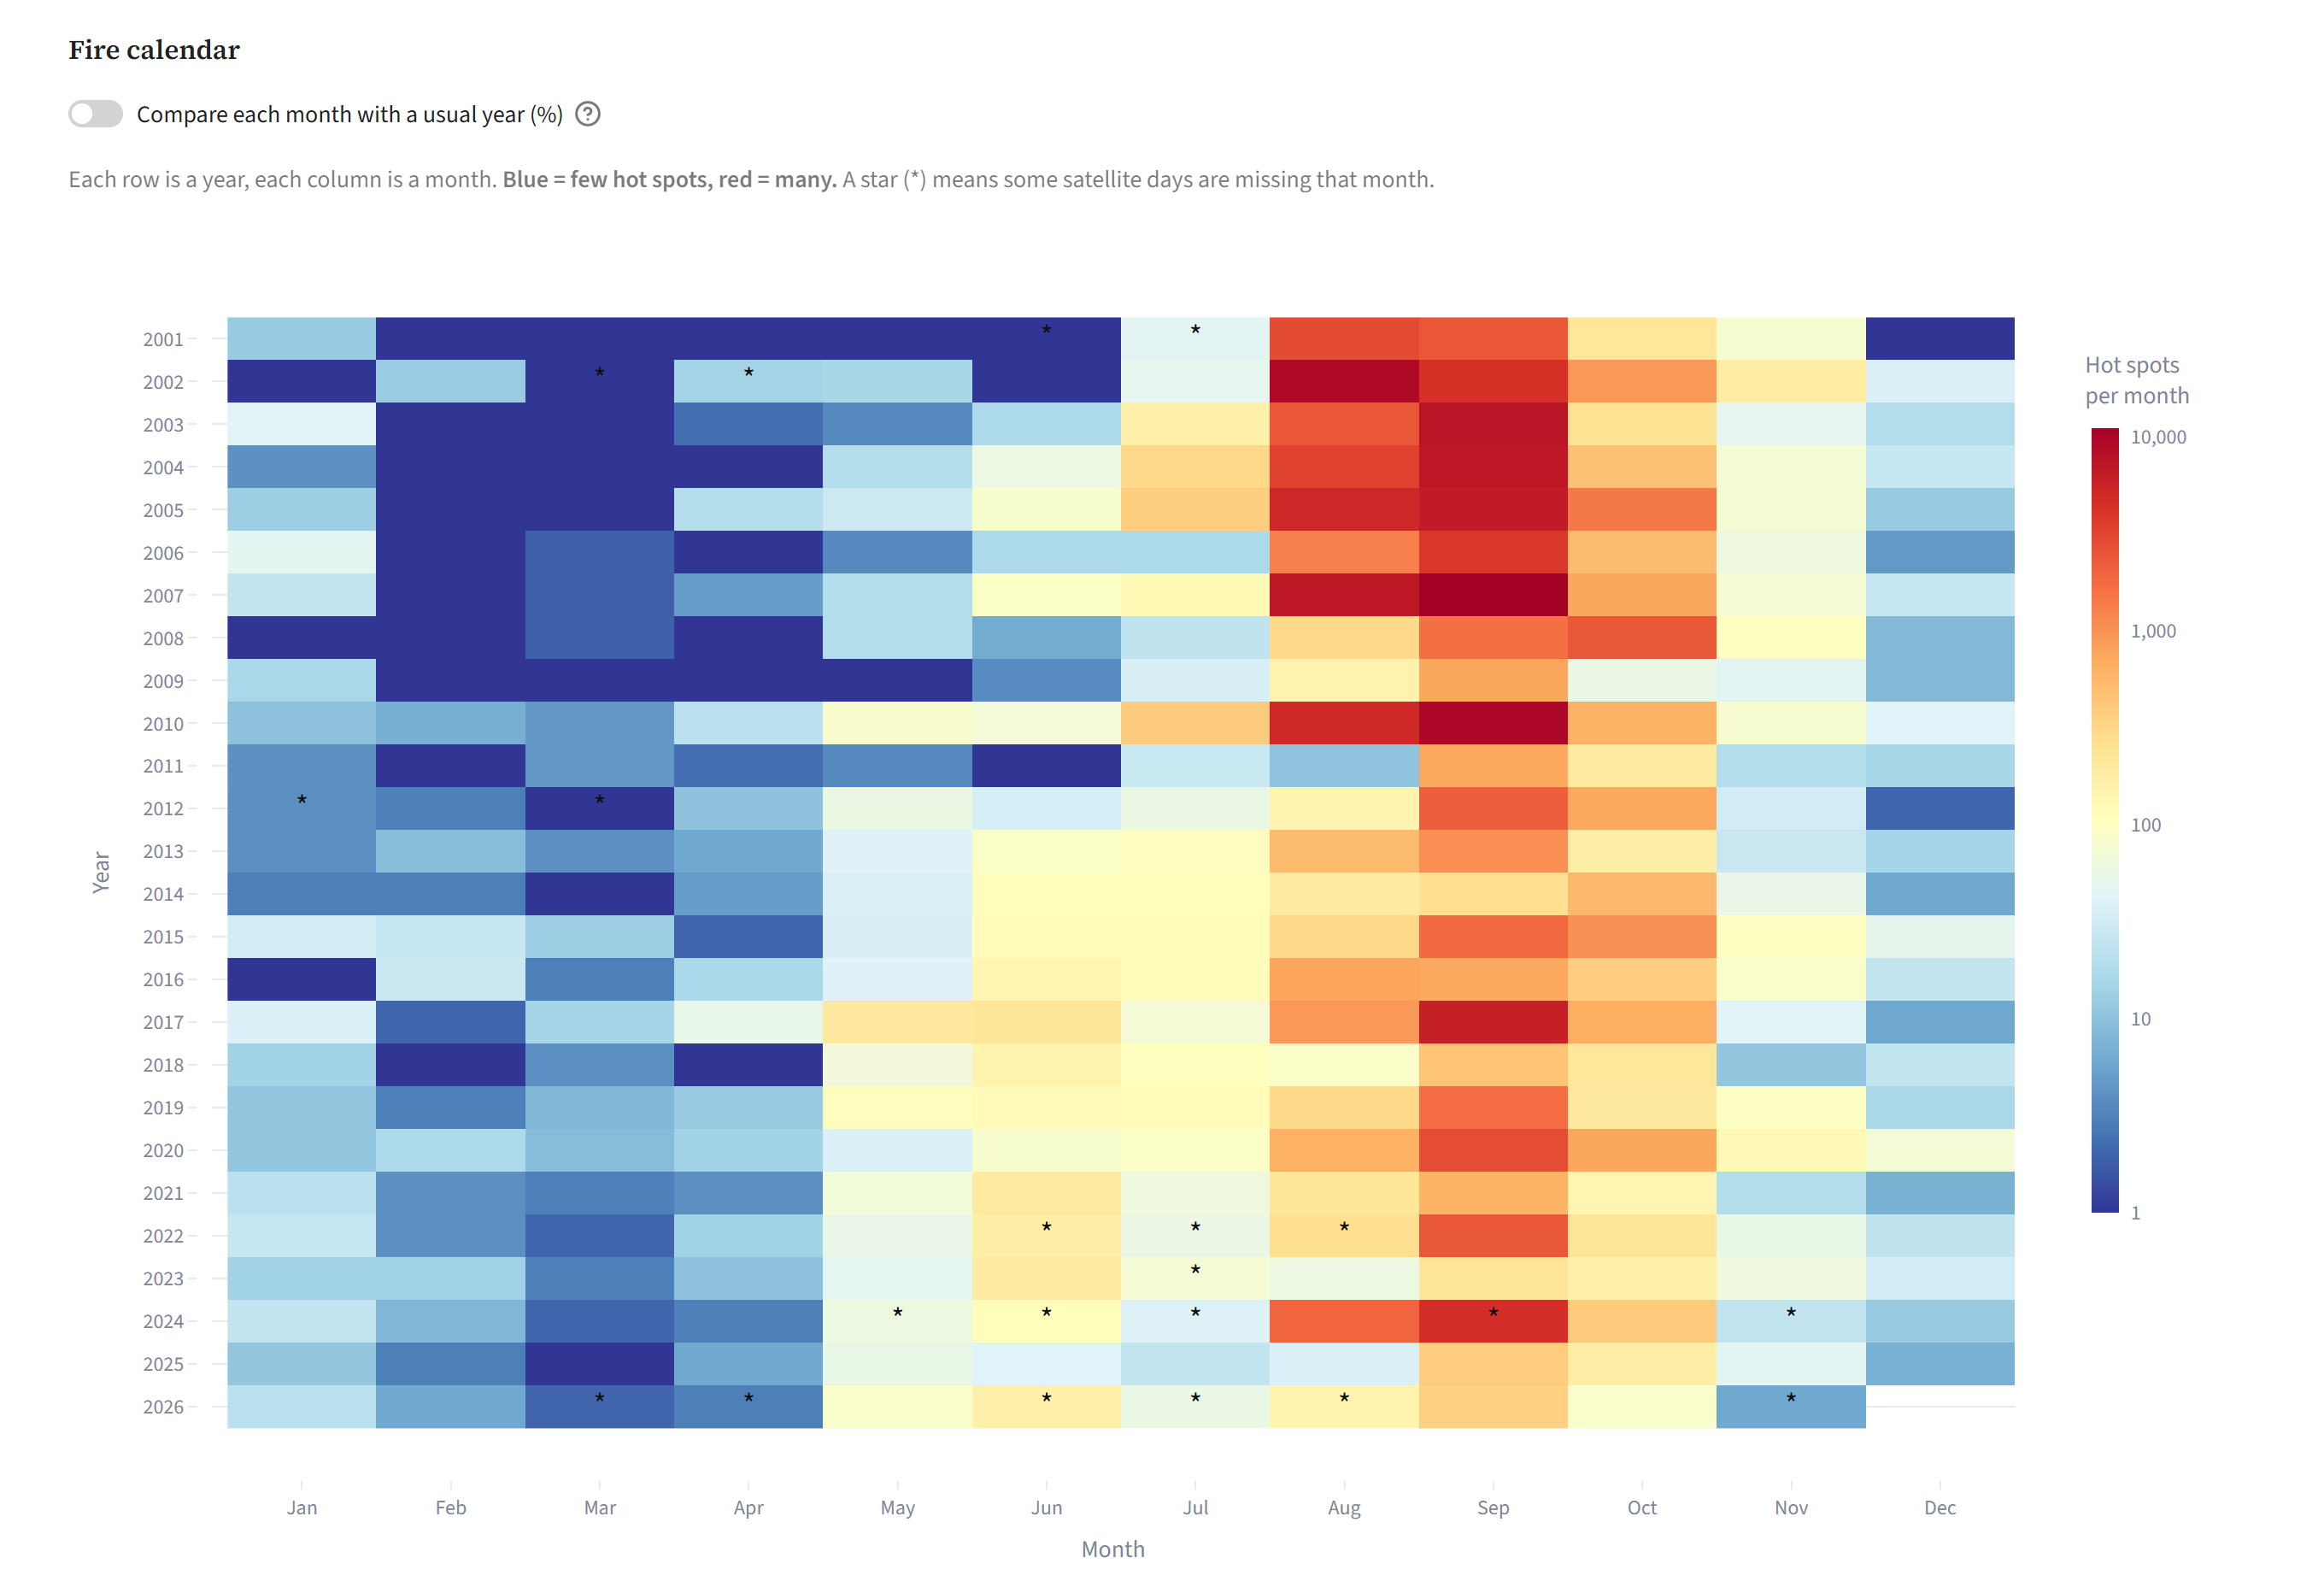 Fire calendar
Compare each month with a usual year (%) ?
Each row is a year, each column is a month. Blue = few hot spots, red = many. A star (*) means some satellite days are missing that month.
Hot spots
per month
10,000
1,000
100
10
1
Year
2001 * *
2002 * *
2003
2004
2005
2006
2007
2008
2009
2010
2011
2012 * *
2013
2014
2015
2016
2017
2018
2019
2020
2021
2022 * * *
2023 *
2024 * * * * *
2025
2026 * * * * * *
Jan Feb Mar Apr May Jun Jul Aug Sep Oct Nov Dec
Month